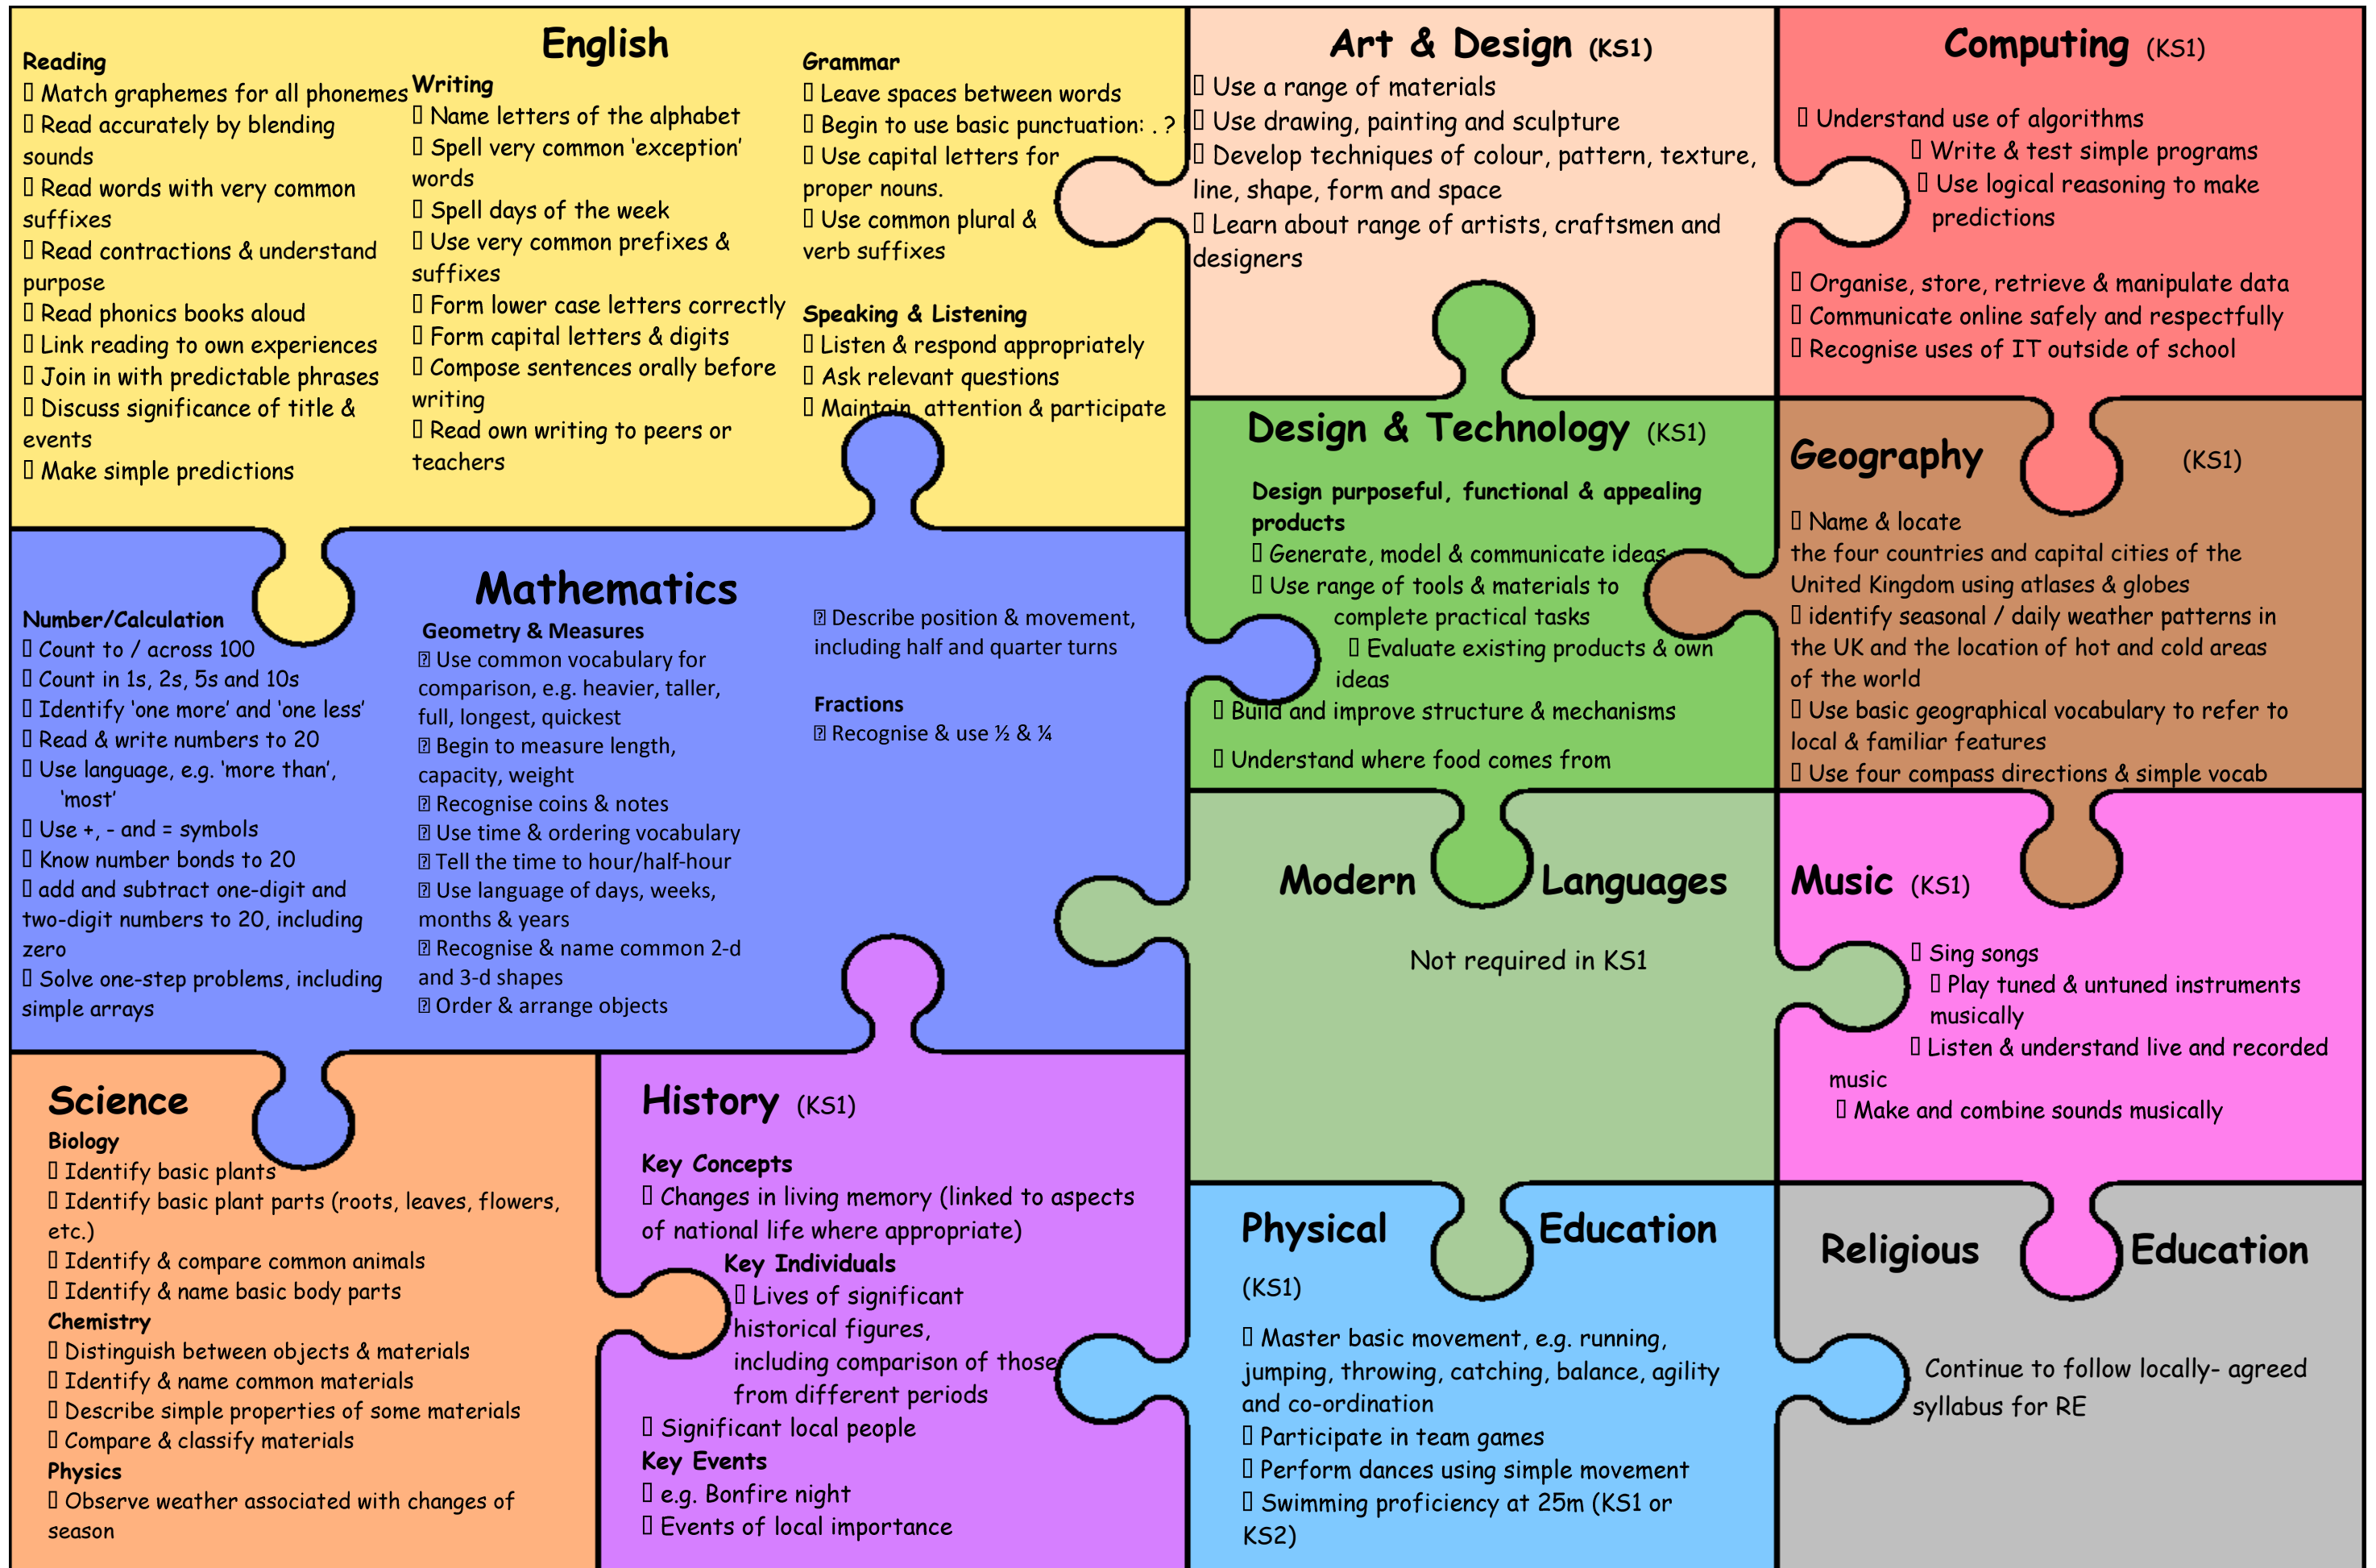 English
Reading
Match graphemes for all phonemes
Read accurately by blending
sounds
Read words with very common
suffixes
Read contractions & understand
purpose
Read phonics books aloud
Link reading to own experiences
Join in with predictable phrases
Discuss significance of title &
events
Make simple predictions
Writing
Name letters of the alphabet
Spell very common ‘exception’
words
Spell days of the week
Use very common prefixes &
suffixes
Form lower case letters correctly
Form capital letters & digits
Compose sentences orally before
writing
Read own writing to peers or
teachers
Grammar
Leave spaces between words
Begin to use basic punctuation: . ?
Use capital letters for
proper nouns.
Use common plural &
verb suffixes
Speaking & Listening
Listen & respond appropriately
Ask relevant questions
Maintain attention & participate
Art & Design (KS1)
Use a range of materials
Use drawing, painting and sculpture
Develop techniques of colour, pattern, texture,
line, shape, form and space
Learn about range of artists, craftsmen and
designers
Computing (KS1)
Understand use of algorithms
Write & test simple programs
Use logical reasoning to make
predictions
Organise, store, retrieve & manipulate data
Communicate online safely and respectfully
Recognise uses of IT outside of school
Mathematics
Number/Calculation
Count to / across 100
Count in 1s, 2s, 5s and 10s
Identify ‘one more’ and ‘one less’
Read & write numbers to 20
Use language, e.g. ‘more than’,
‘most’
Use +, - and = symbols
Know number bonds to 20
add and subtract one-digit and
two-digit numbers to 20, including
zero
Solve one-step problems, including
simple arrays
Geometry & Measures
Use common vocabulary for
comparison, e.g. heavier, taller,
full, longest, quickest
Begin to measure length,
capacity, weight
Recognise coins & notes
Use time & ordering vocabulary
Tell the time to hour/half-hour
Use language of days, weeks,
months & years
Recognise & name common 2-d
and 3-d shapes
Order & arrange objects
Describe position & movement,
including half and quarter turns
Fractions
Recognise & use ½ & ¼
Design & Technology (KS1)
Design purposeful, functional & appealing
products
Generate, model & communicate ideas
Use range of tools & materials to
complete practical tasks
Evaluate existing products & own
ideas
Build and improve structure & mechanisms
Understand where food comes from
Geography (KS1)
Name & locate
the four countries and capital cities of the
United Kingdom using atlases & globes
identify seasonal / daily weather patterns in
the UK and the location of hot and cold areas
of the world
Use basic geographical vocabulary to refer to
local & familiar features
Use four compass directions & simple vocab
Modern Languages
Not required in KS1
Music (KS1)
Sing songs
Play tuned & untuned instruments
musically
Listen & understand live and recorded
music
Make and combine sounds musically
Science
Biology
Identify basic plants
Identify basic plant parts (roots, leaves, flowers,
etc.)
Identify & compare common animals
Identify & name basic body parts
Chemistry
Distinguish between objects & materials
Identify & name common materials
Describe simple properties of some materials
Compare & classify materials
Physics
Observe weather associated with changes of
season
History (KS1)
Key Concepts
Changes in living memory (linked to aspects
of national life where appropriate)
Key Individuals
Lives of significant
historical figures,
including comparison of those
from different periods
Significant local people
Key Events
e.g. Bonfire night
Events of local importance
Physical Education
(KS1)
Master basic movement, e.g. running,
jumping, throwing, catching, balance, agility
and co-ordination
Participate in team games
Perform dances using simple movement
Swimming proficiency at 25m (KS1 or
KS2)
Religious Education
Continue to follow locally- agreed
syllabus for RE